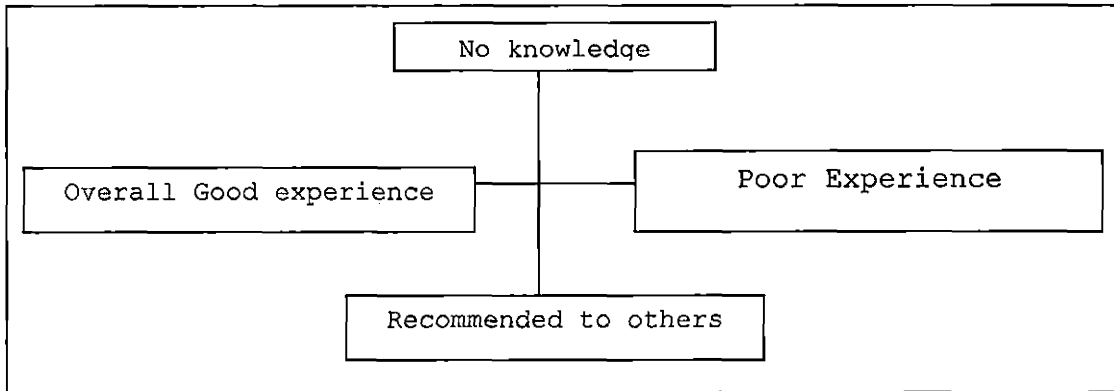 No knowledge
Overall Good experience
Poor Experience
Recommended to others